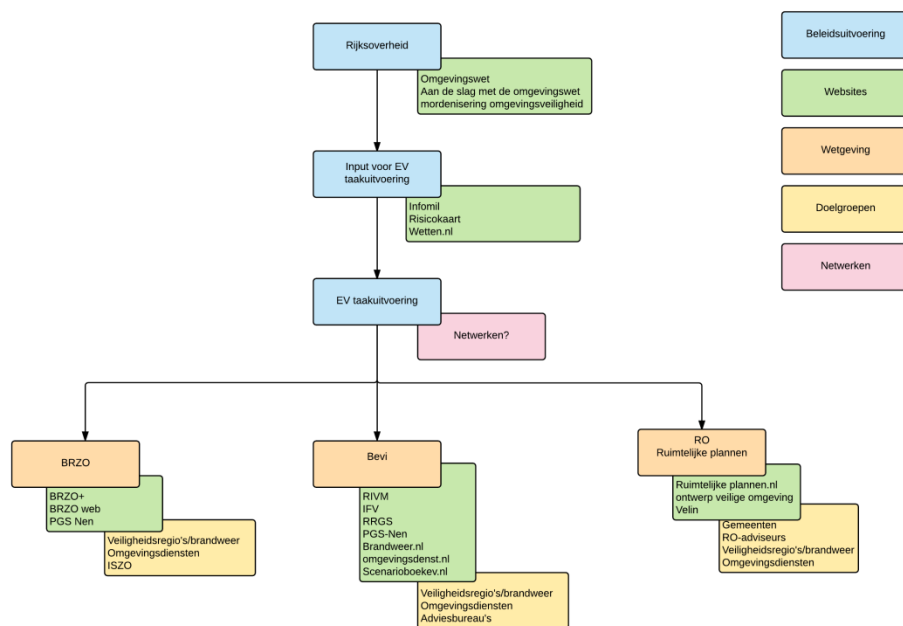 Rijksoverheid
Omgevingswet
Aan de slag met de omgevingswet
mordenisering omgevingsveiligheid
Input voor EV
taakuitvoering
Infomil
Risicokaart
Wetten.nl
EV taakuitvoering
Netwerken?
BRZO
BRZO+
BRZO web
PGS Nen
Veiligheidsregio's/brandweer
Omgevingsdiensten
ISZO
Bevi
RIVM
IFV
RRGS
PGS-Nen
Brandweer.nl
omgevingsdenst.nl
Scenarioboekev.nl
Veiligheidsregio's/brandweer
Omgevingsdiensten
Adviesbureau's
RO
Ruimtelijke plannen
Ruimtelijke plannen.nl
ontwerp veilige omgeving
Velin
Gemeenten
RO-adviseurs
Veiligheidsregio's/brandweer
Omgevingsdiensten
Beleidsuitvoering
Websites
Wetgeving
Doelgroepen
Netwerken